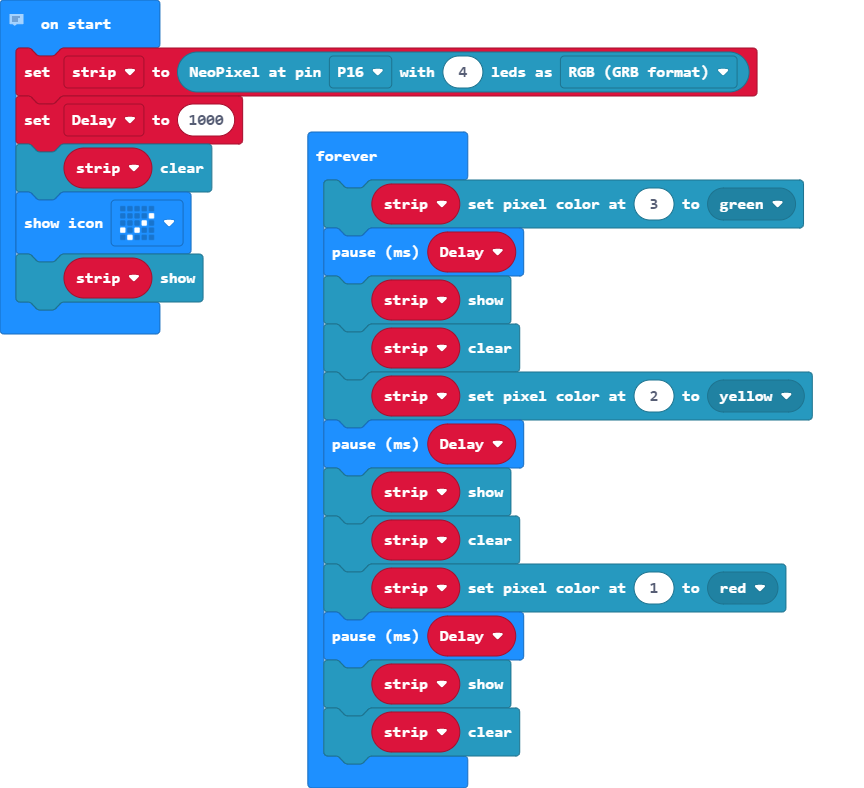 on start
set strip to NeoPixel at pin P16 with 4 leds as RGB (GRB format)
set Delay to 1000
strip clear
show icon
strip show
forever
strip set pixel color at 3 to green
pause (ms) Delay
strip show
strip clear
strip set pixel color at 2 to yellow
pause (ms) Delay
strip show
strip clear
strip set pixel color at 1 to red
pause (ms) Delay
strip show
strip clear